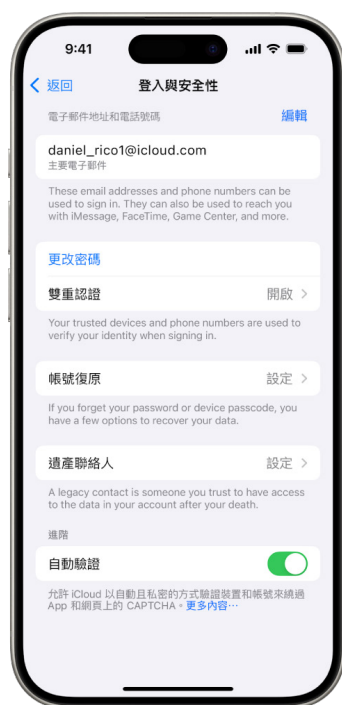 9:41
返回
登入與安全性
電子郵件地址和電話號碼
編輯
daniel_rico1@icloud.com
主要電子郵件
These email addresses and phone numbers can be
used to sign in. They can also be used to reach you
with iMessage, FaceTime, Game Center, and more.
更改密碼
雙重認證
開啟
Your trusted devices and phone numbers are used to
verify your identity when signing in.
帳號復原
設定
If you forget your password or device passcode, you
have a few options to recover your data.
遺產聯絡人
設定
A legacy contact is someone you trust to have access
to the data in your account after your death.
進階
自動驗證
允許 iCloud 以自動且私密的方式驗證裝置和帳號來繞過
App 和網頁上的 CAPTCHA。更多內容⋯